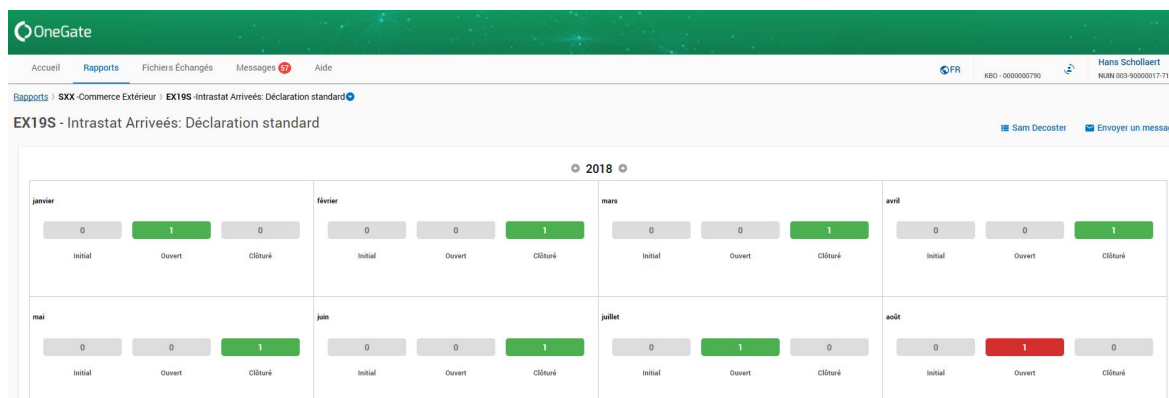 OneGate
Accueil Rapports Fichiers Échangés Messages 57 Aide FR KBO - 0000000790 Hans Schollaert
NUIN 003-90000017-71
Rapports SXX -Commerce Extérieur EX19S -Intrastat Arriveés: Déclaration standard
EX19S - Intrastat Arriveés: Déclaration standard
Sam Decoster Envoyer un messa
2018
janvier février mars avril
0 1 0 0 0 1 0 0 1 0 0 1
Initial Ouvert Clôturé Initial Ouvert Clôturé Initial Ouvert Clôturé Initial Ouvert Clôturé
mai juin juillet août
0 0 1 0 0 1 0 1 0 0 1 0
Initial Ouvert Clôturé Initial Ouvert Clôturé Initial Ouvert Clôturé Initial Ouvert Clôturé